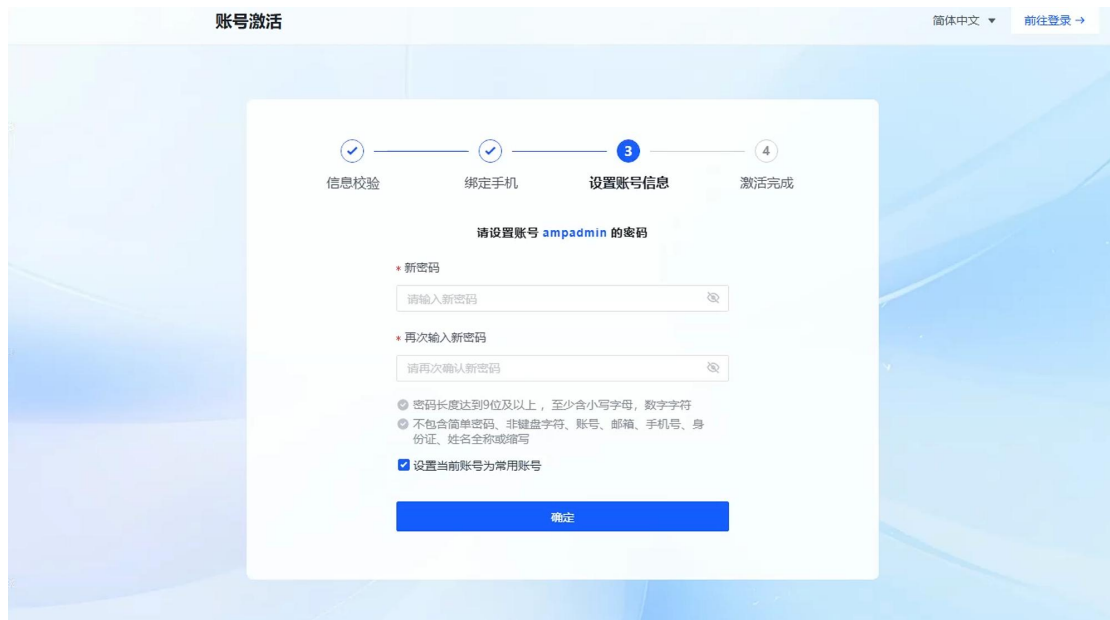 账号激活
简体中文
前往登录
3
4
信息校验
绑定手机
设置账号信息
激活完成
请设置账号 ampadmin 的密码
* 新密码
请输入新密码
* 再次输入新密码
请再次确认新密码
密码长度达到9位及以上，至少含小写字母，数字字符
不包含简单密码、非键盘字符、账号、邮箱、手机号、身
份证、姓名全称或缩写
设置当前账号为常用账号
确定